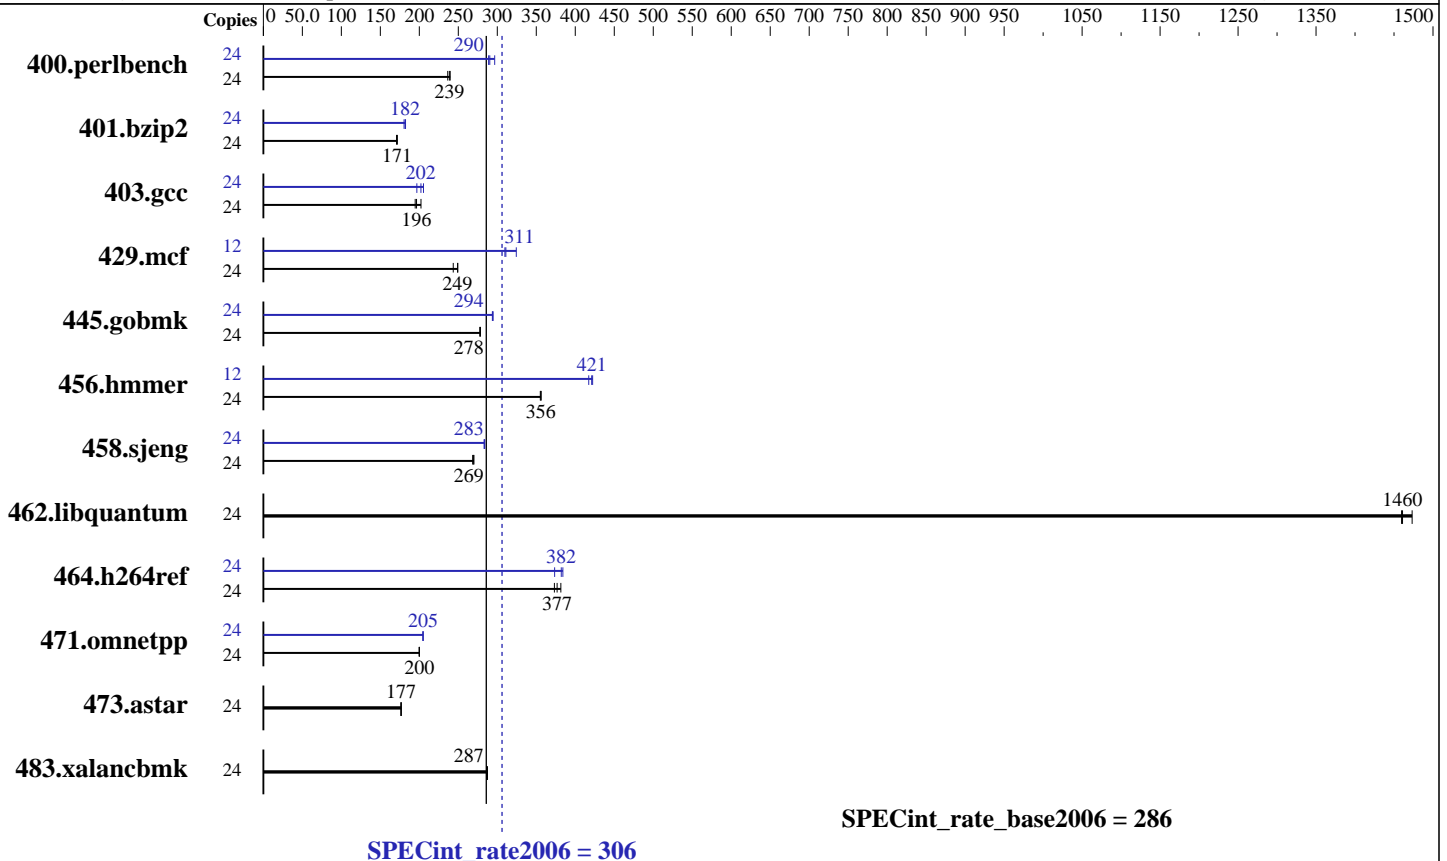 Copies 0 50.0 100 150 200 250 300 350 400 450 500 550 600 650 700 750 800 850 900 950 1050 1150 1250 1350 1500
400.perlbench 24 290
24 239
401.bzip2 24 182
24 171
403.gcc 24 202
24 196
429.mcf 12 311
24 249
445.gobmk 24 294
24 278
456.hmmer 12 421
24 356
458.sjeng 24 283
24 269
462.libquantum 24 1460
464.h264ref 24 382
24 377
471.omnetpp 24 205
24 200
473.astar 24 177
483.xalancbmk 24 287
SPECint_rate_base2006 = 286
SPECint_rate2006 = 306